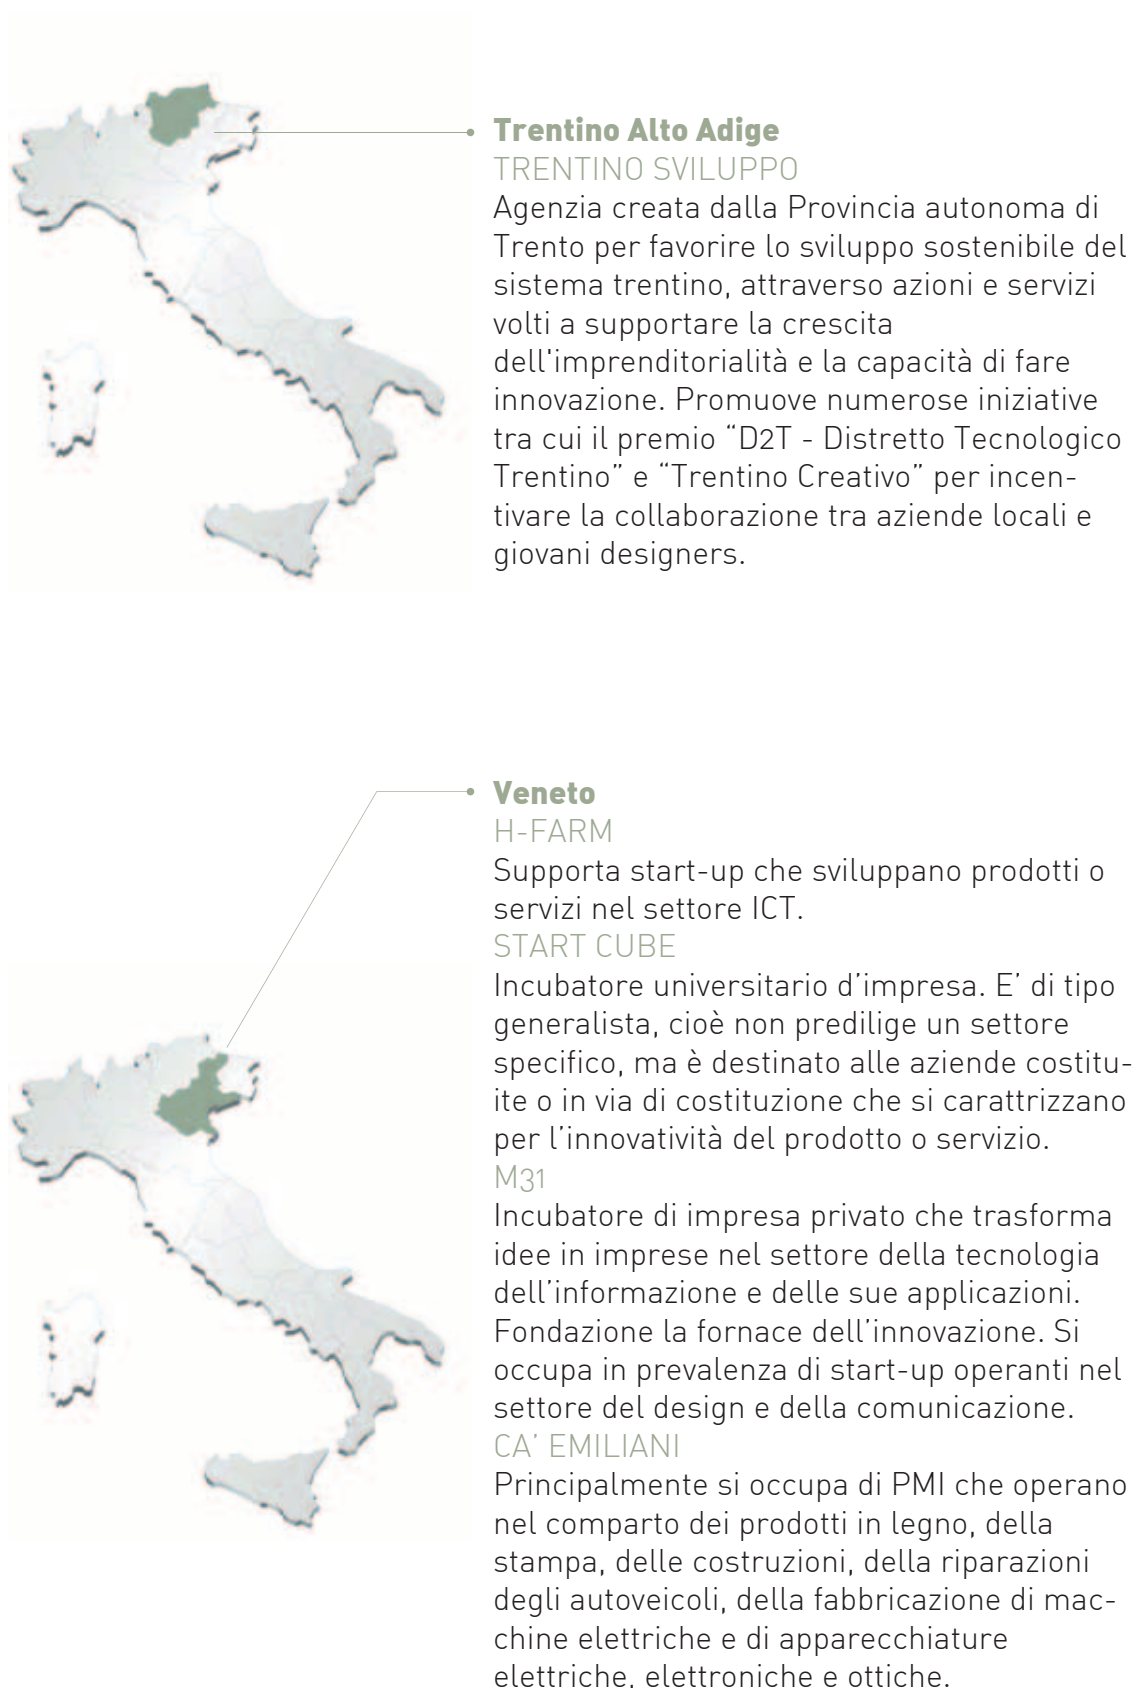 Trentino Alto Adige
TRENTINO SVILUPPO
Agenzia creata dalla Provincia autonoma di
Trento per favorire lo sviluppo sostenibile del
sistema trentino, attraverso azioni e servizi
volti a supportare la crescita
dell'imprenditorialità e la capacità di fare
innovazione. Promuove numerose iniziative
tra cui il premio “D2T - Distretto Tecnologico
Trentino” e “Trentino Creativo” per incen-
tivare la collaborazione tra aziende locali e
giovani designers.
Veneto
H-FARM
Supporta start-up che sviluppano prodotti o
servizi nel settore ICT.
START CUBE
Incubatore universitario d’impresa. E’ di tipo
generalista, cioè non predilige un settore
specifico, ma è destinato alle aziende costitu-
ite o in via di costituzione che si carattrizzano
per l’innovatività del prodotto o servizio.
M31
Incubatore di impresa privato che trasforma
idee in imprese nel settore della tecnologia
dell’informazione e delle sue applicazioni.
Fondazione la fornace dell’innovazione. Si
occupa in prevalenza di start-up operanti nel
settore del design e della comunicazione.
CA’ EMILIANI
Principalmente si occupa di PMI che operano
nel comparto dei prodotti in legno, della
stampa, delle costruzioni, della riparazioni
degli autoveicoli, della fabbricazione di mac-
chine elettriche e di apparecchiature
elettriche, elettroniche e ottiche.